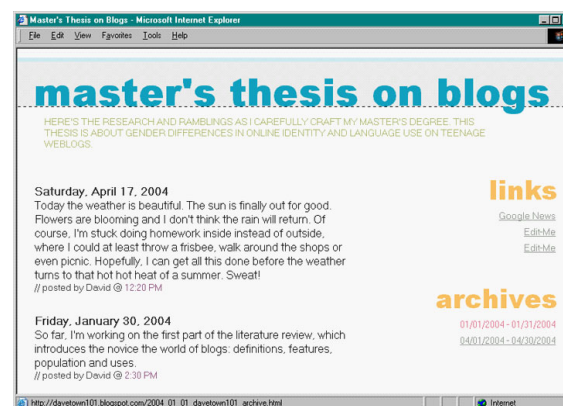 Master's Thesis on Blogs - Microsoft Internet Explorer
File Edit View Favorites Tools Help
master's thesis on blogs
HERE'S THE RESEARCH AND RAMBLINGS AS I CAREFULLY CRAFT MY MASTER'S DEGREE. THIS
THESIS IS ABOUT GENDER DIFFERENCES IN ONLINE IDENTITY AND LANGUAGE USE ON TEENAGE
WEBLOGS.
Saturday, April 17, 2004
Today the weather is beautiful. The sun is finally out for good.
Flowers are blooming and I don't think the rain will return. Of
course, I'm stuck doing homework inside instead of outside,
where I could at least throw a frisbee, walk around the shops or
even picnic. Hopefully, I can get all this done before the weather
turns to that hot hot heat of a summer. Sweat!
// posted by David @ 12:20 PM
Friday, January 30, 2004
So far, I'm working on the first part of the literature review, which
introduces the novice the world of blogs: definitions, features,
population and uses.
// posted by David @ 2:30 PM
links
Google News
Edit-Me
Edit-Me
archives
01/01/2004 - 01/31/2004
04/01/2004 - 04/30/2004
http://davetown101.blogspot.com/2004_01_01_davetown101_archive.html
Internet